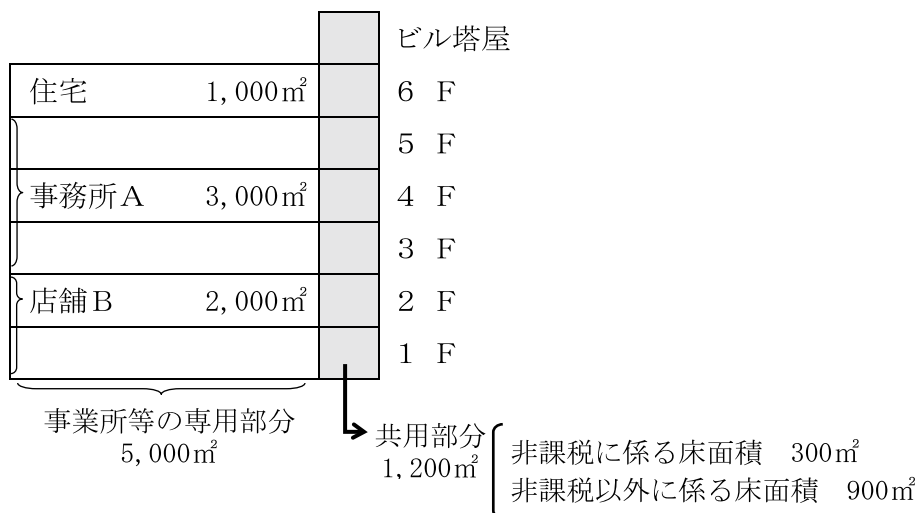 ビル塔屋
住宅 1,000㎡ 6 F
5 F
事務所A 3,000㎡ 4 F
3 F
店舗B 2,000㎡ 2 F
1 F
事業所等の専用部分
5,000㎡
共用部分
1,200㎡
非課税に係る床面積 300㎡
非課税以外に係る床面積 900㎡